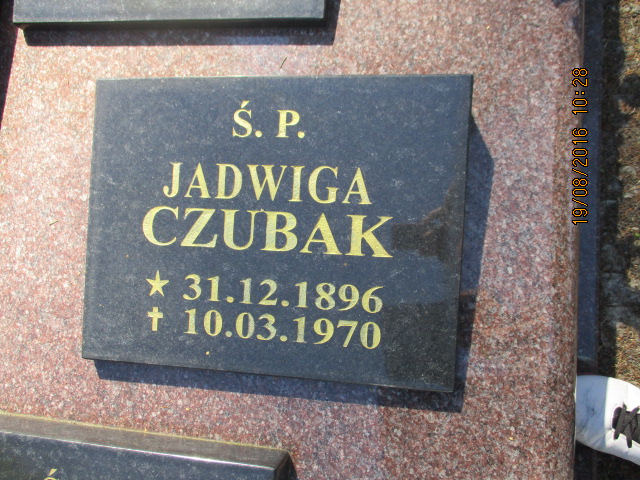 Ś. P.
JADWIGA
CZUBAK
★ 31.12.1896
✝ 10.03.1970
19/08/2016 10:28